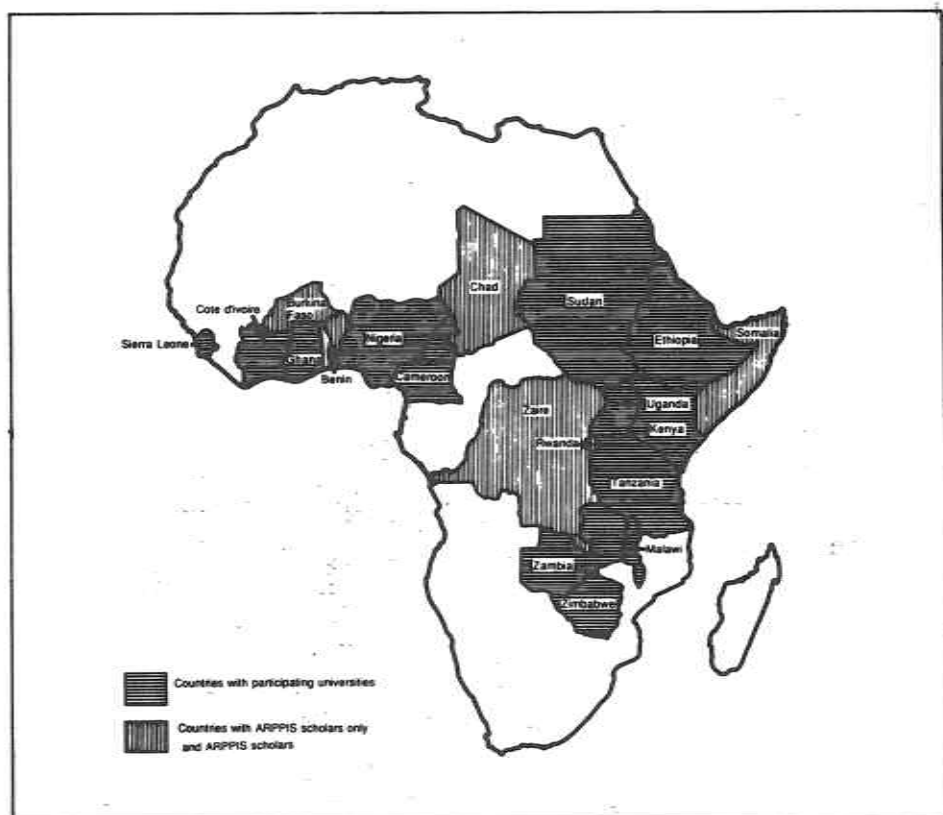 Chad
Sudan
Cote d'ivoire
Burkina
Faso
Sierra Leone
Ghana
Nigeria
Benin
Cameroon
Ethiopia
Somalia
Uganda
Kenya
Zaire
Rwanda
Tanzania
Malawi
Zambia
Zimbabwe
Countries with participating universities
Countries with ARPPIS scholars only
and ARPPIS scholars